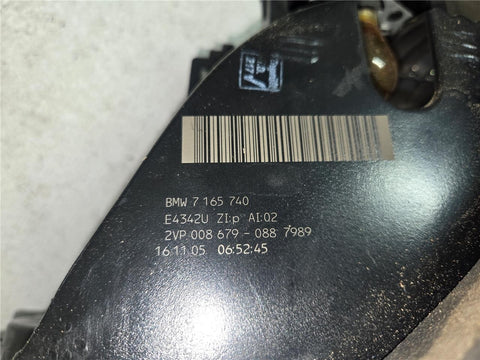 BMW 7 165 740
E4342U ZI:p AI:02
2VP 008 679 - 088 7989
16.11.05 06:52:45